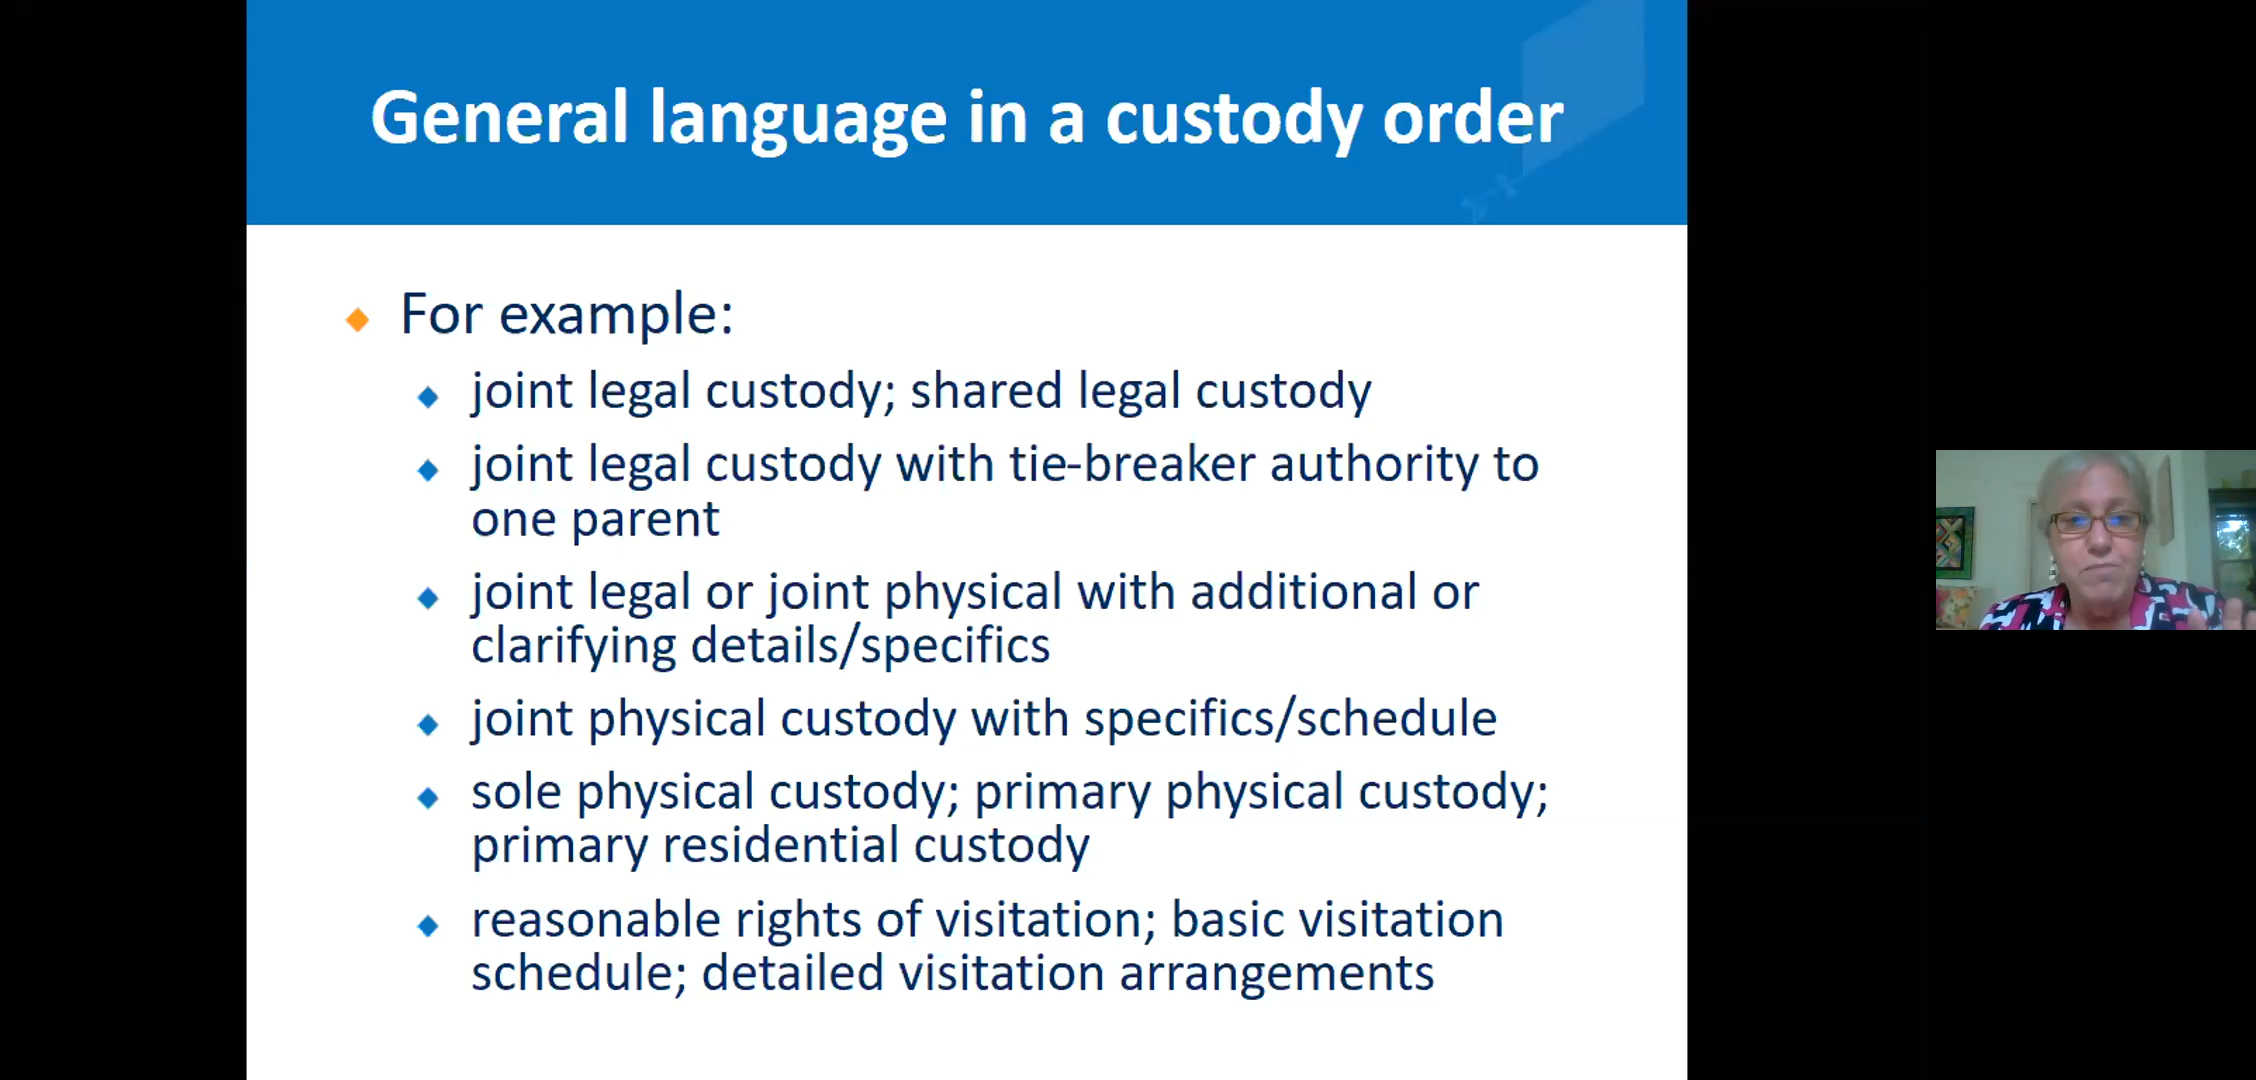 General language in a custody order
For example:
joint legal custody; shared legal custody
joint legal custody with tie-breaker authority to
one parent
joint legal or joint physical with additional or
clarifying details/specifics
joint physical custody with specifics/schedule
sole physical custody; primary physical custody;
primary residential custody
reasonable rights of visitation; basic visitation
schedule; detailed visitation arrangements